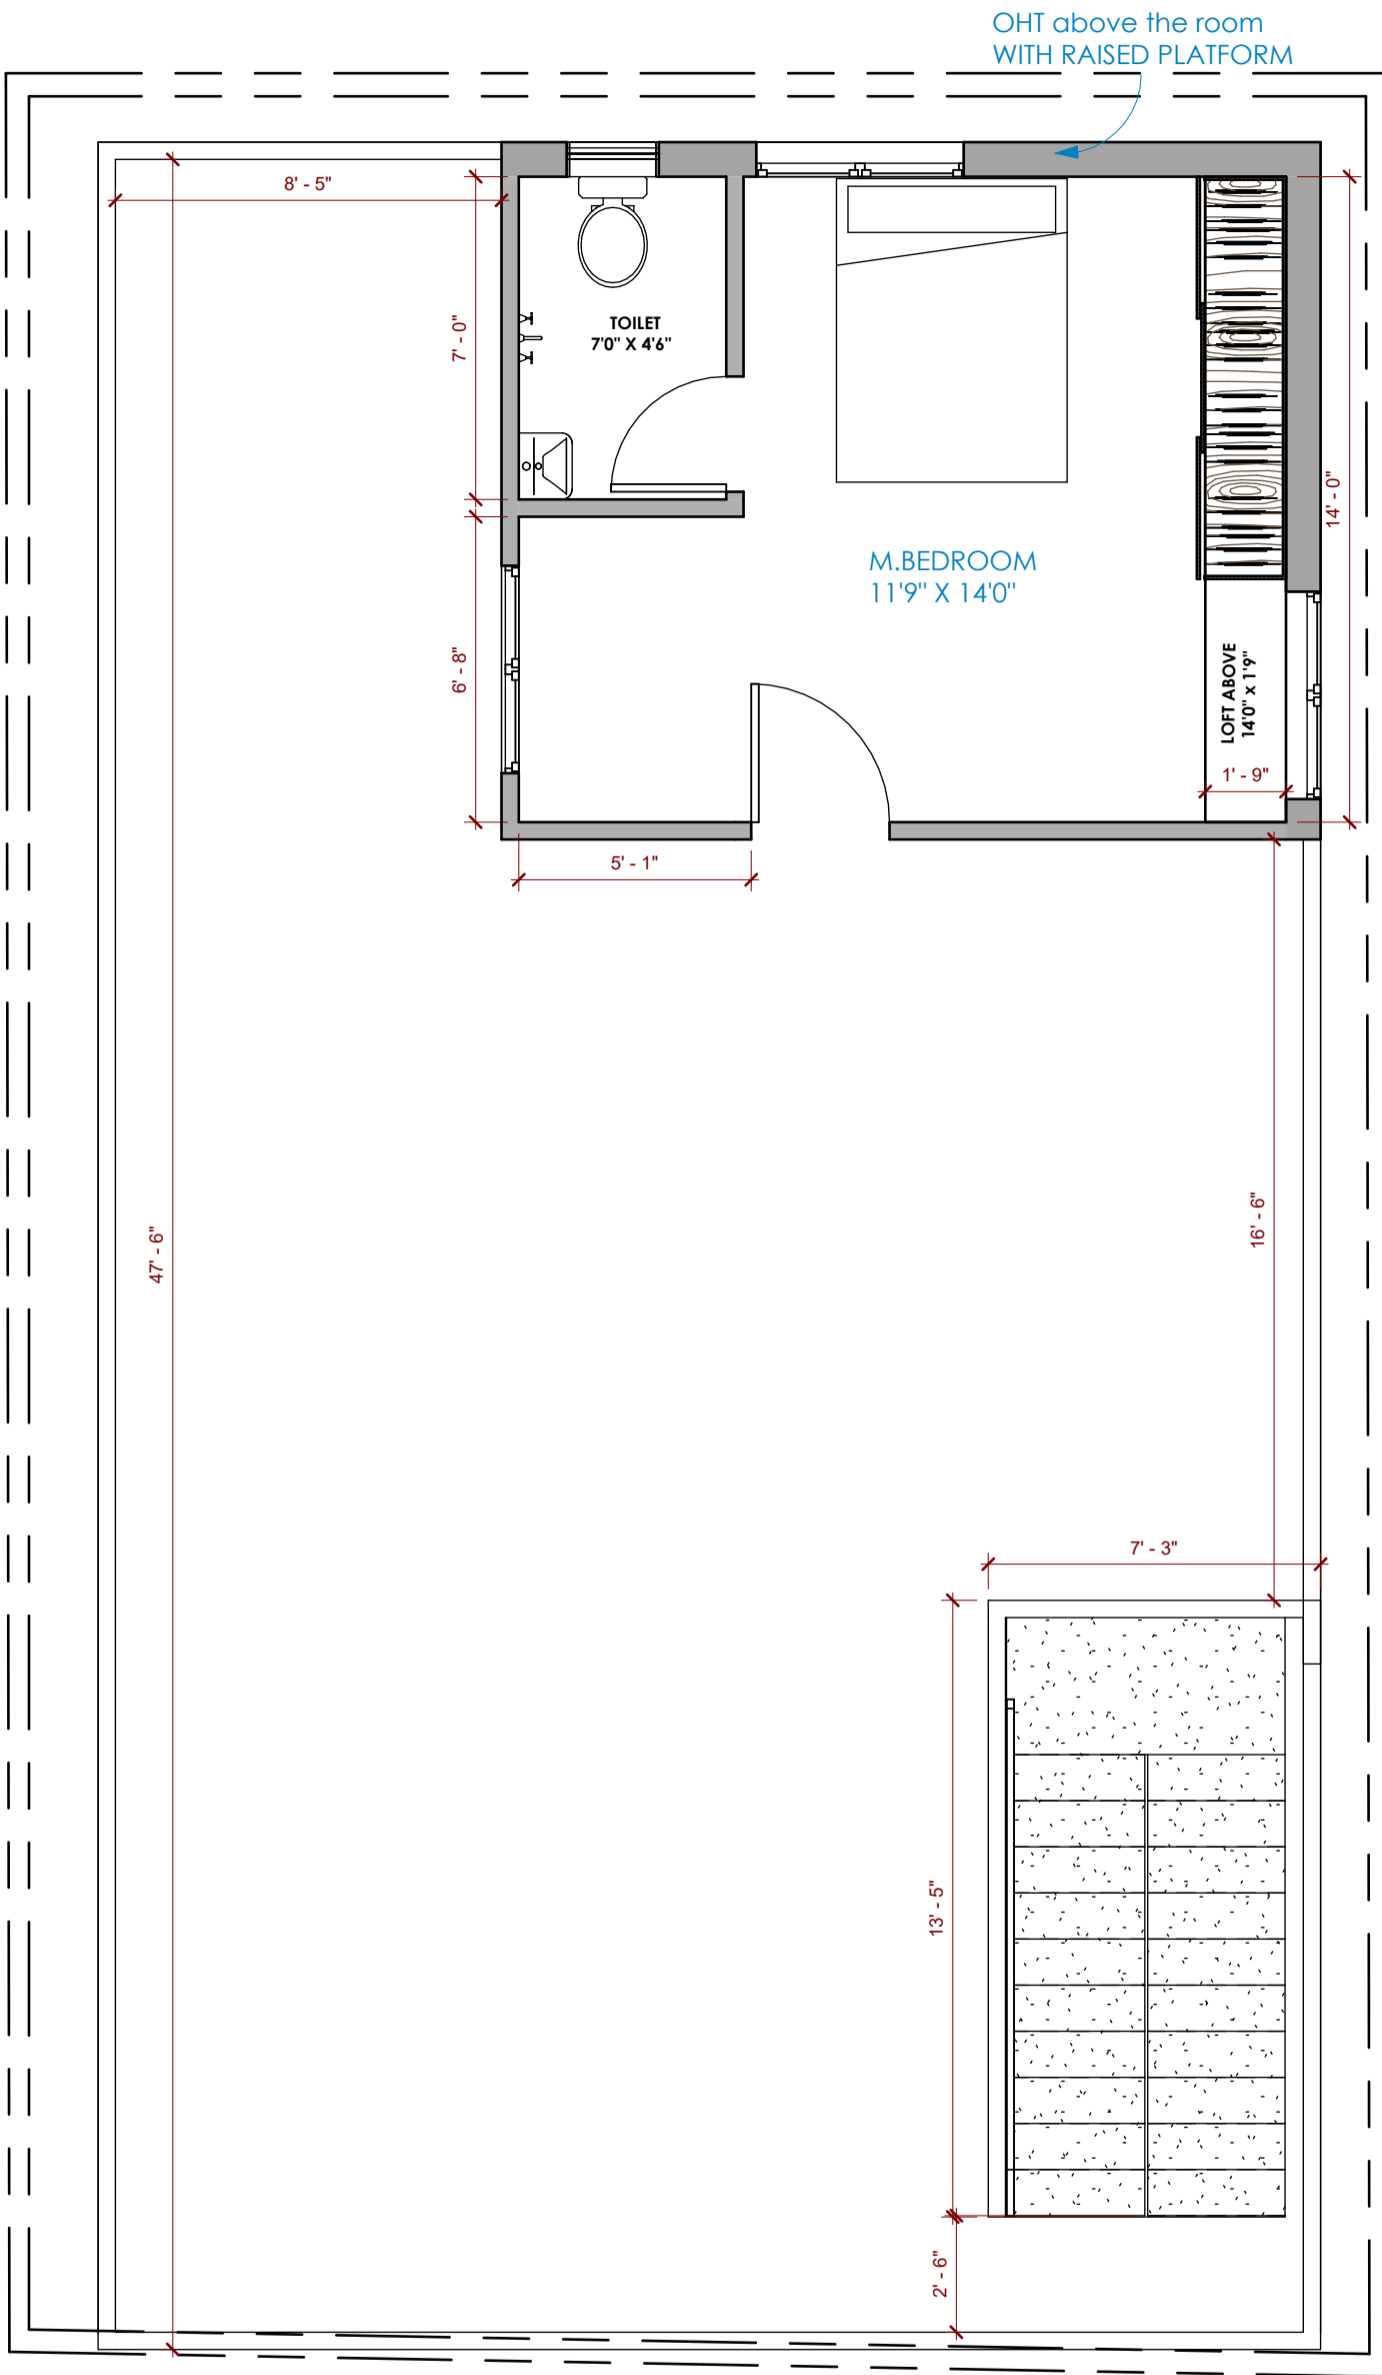 OHT above the room
WITH RAISED PLATFORM
8' - 5"
7' - 0"
TOILET
7'0" X 4'6"
14' - 0"
M.BEDROOM
11'9" X 14'0"
6' - 8"
LOFT ABOVE
14'0" x 1'9"
1' - 9"
5' - 1"
47' - 6"
16' - 6"
7' - 3"
13' - 5"
2' - 6"